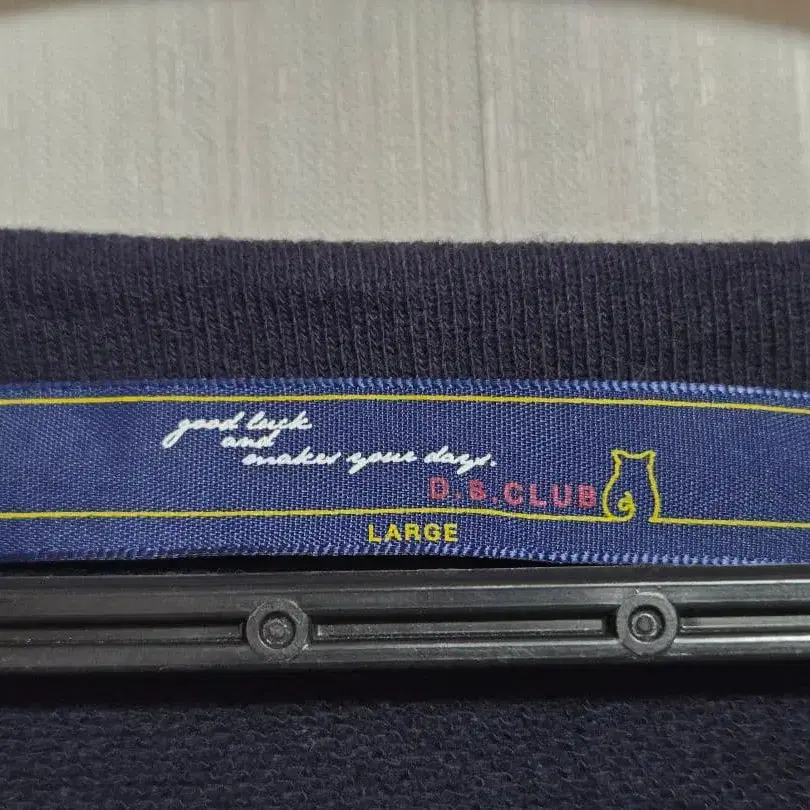 good luck
and
makes your days.
D.S.CLUB
LARGE